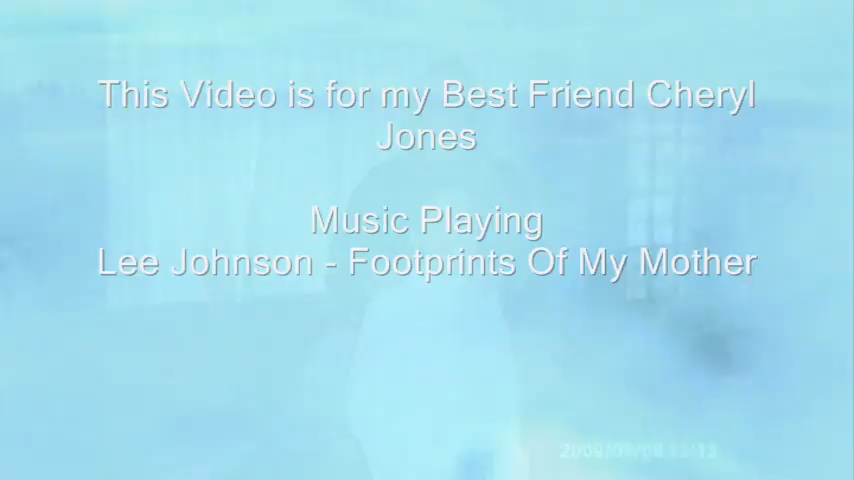 This Video is for my Best Friend Cheryl
Jones
Music Playing
Lee Johnson - Footprints Of My Mother